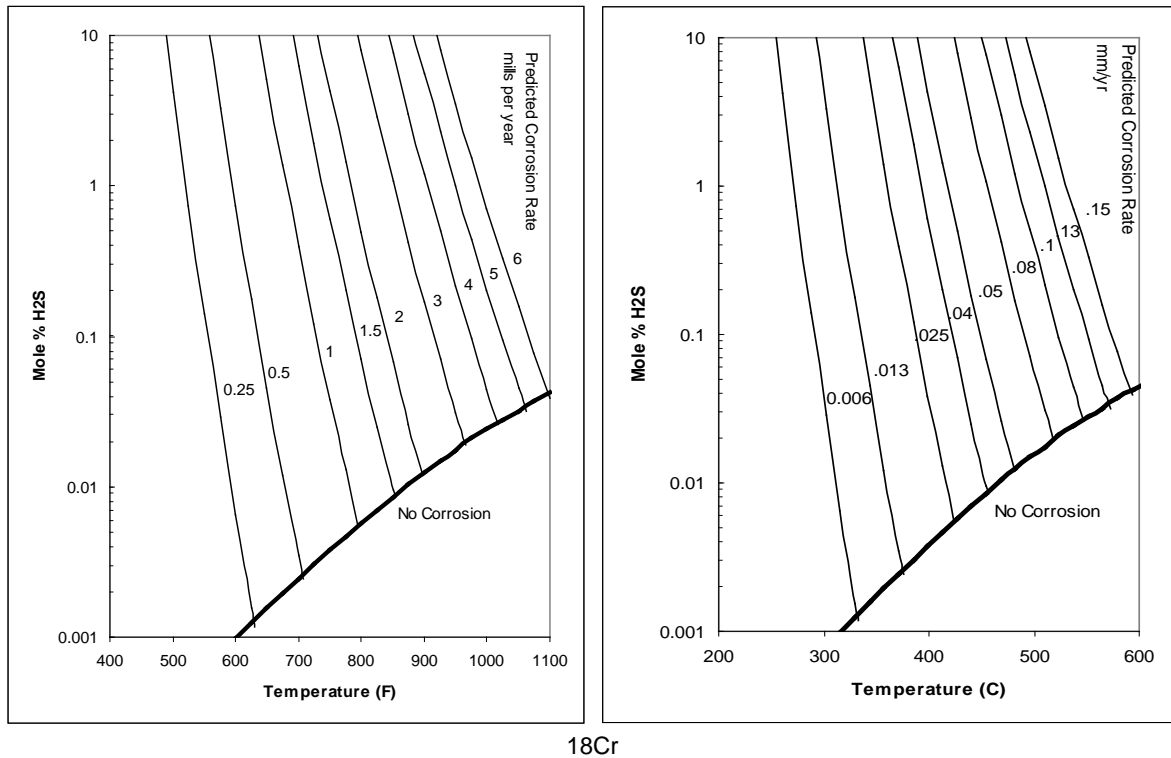 10
1
0.1
0.01
0.001
400 500 600 700 800 900 1000 1100
Temperature (F)
Mole % H2S
Predicted Corrosion Rate
mills per year
0.25
0.5
1
1.5
2
3
4
5
6
No Corrosion
10
1
0.1
0.01
0.001
200 300 400 500 600
Temperature (C)
Mole % H2S
Predicted Corrosion Rate
mm/yr
0.006
.013
.025
.04
.05
.08
.1
.13
.15
No Corrosion
18Cr